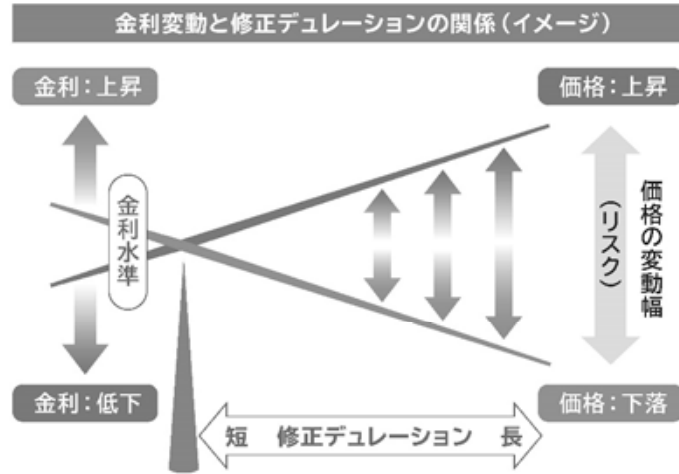 金利変動と修正デュレーションの関係(イメージ)
金利:上昇
価格:上昇
金利水準
価格の変動幅
(リスク)
金利:低下
価格:下落
短 修正デュレーション 長